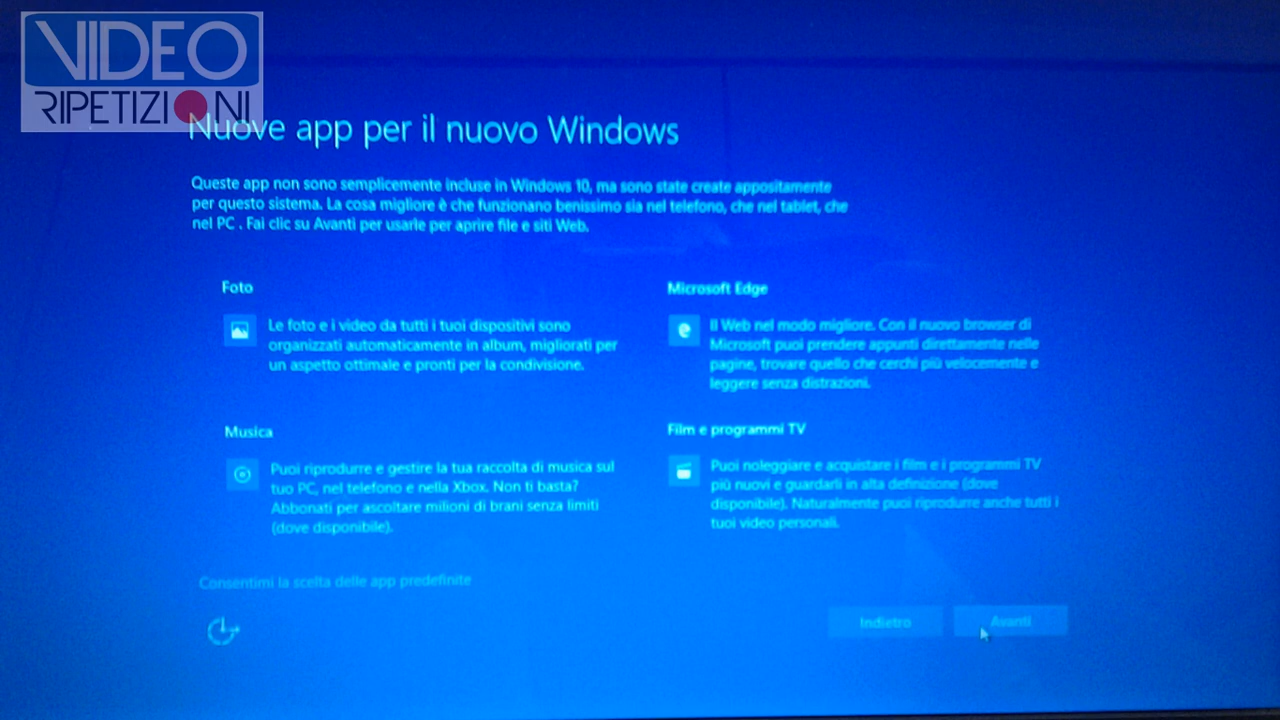 VIDEO
RIPETIZIONI
Nuove app per il nuovo Windows
Queste app non sono semplicemente incluse in Windows 10, ma sono state create appositamente
per questo sistema. La cosa migliore è che funzionano benissimo sia nel telefono, che nel tablet, che
nel PC . Fai clic su Avanti per usarle per aprire file e siti Web.
Foto
Le foto e i video da tutti i tuoi dispositivi sono
organizzati automaticamente in album, migliorati per
un aspetto ottimale e pronti per la condivisione.
Microsoft Edge
Il Web nel modo migliore. Con il nuovo browser di
Microsoft puoi prendere appunti direttamente nelle
pagine, trovare quello che cerchi più velocemente e
leggere senza distrazioni.
Musica
Puoi riprodurre e gestire la tua raccolta di musica sul
tuo PC, nel telefono e nella Xbox. Non ti basta?
Abbonati per ascoltare milioni di brani senza limiti
(dove disponibile).
Film e programmi TV
Puoi noleggiare e acquistare i film e i programmi TV
più nuovi e guardarli in alta definizione (dove
disponibile). Naturalmente puoi riprodurre anche tutti i
tuoi video personali.
Consentimi la scelta delle app predefinite
Indietro
Avanti